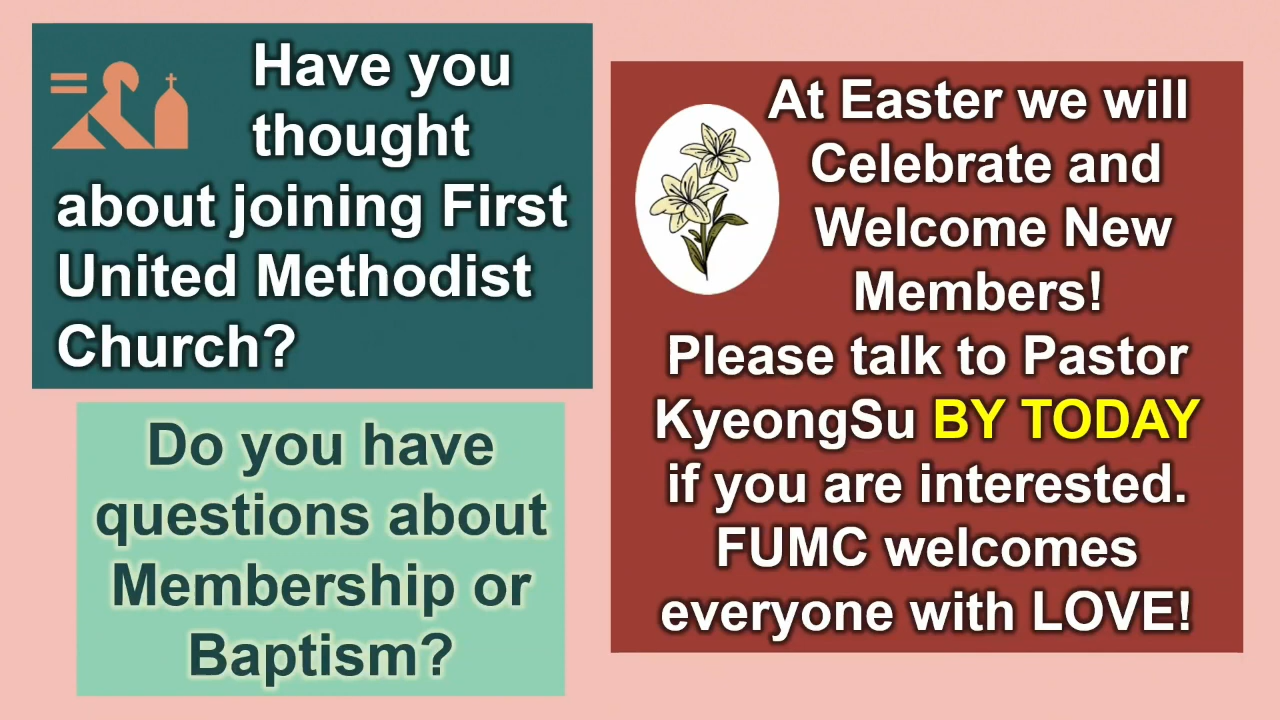 Have you
thought
about joining First
United Methodist
Church?
Do you have
questions about
Membership or
Baptism?
At Easter we will
Celebrate and
Welcome New
Members!
Please talk to Pastor
KyeongSu BY TODAY
if you are interested.
FUMC welcomes
everyone with LOVE!